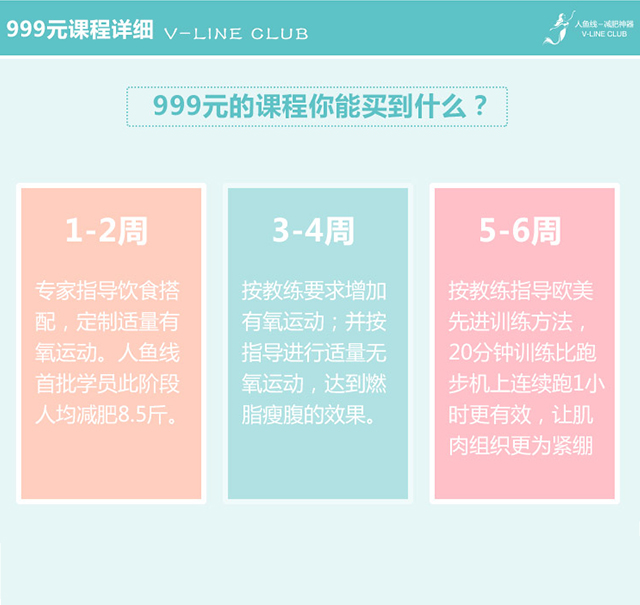 999元课程详细 V-LINE CLUB
人鱼线-减肥神器
V-LINE CLUB
999元的课程你能买到什么？
1-2周
专家指导饮食搭
配，定制适量有
氧运动。人鱼线
首批学员此阶段
人均减肥8.5斤。
3-4周
按教练要求增加
有氧运动；并按
指导进行适量无
氧运动，达到燃
脂瘦腹的效果。
5-6周
按教练指导欧美
先进训练方法，
20分钟训练比跑
步机上连续跑1小
时更有效，让肌
肉组织更为紧绷